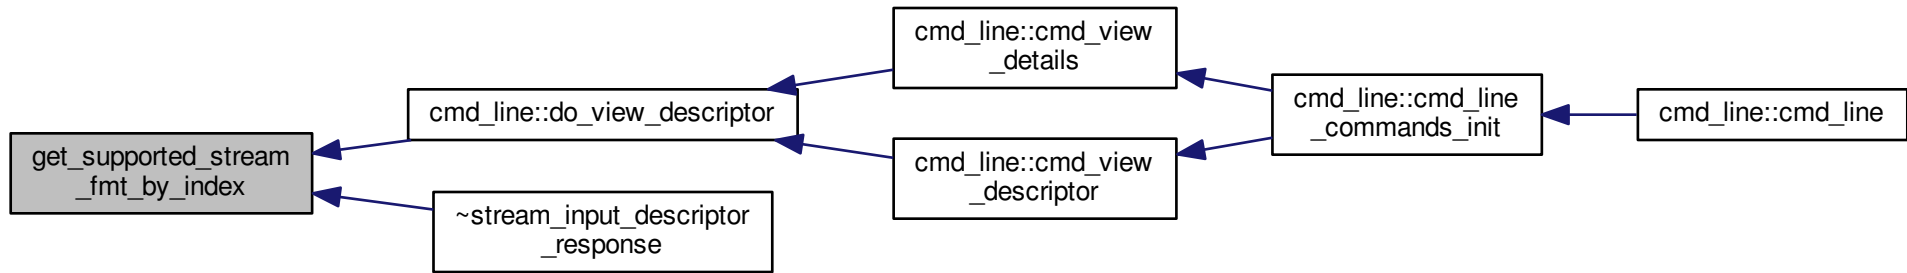 get_supported_stream
_fmt_by_index
cmd_line::do_view_descriptor
~stream_input_descriptor
_response
cmd_line::cmd_view
_details
cmd_line::cmd_view
_descriptor
cmd_line::cmd_line
_commands_init
cmd_line::cmd_line